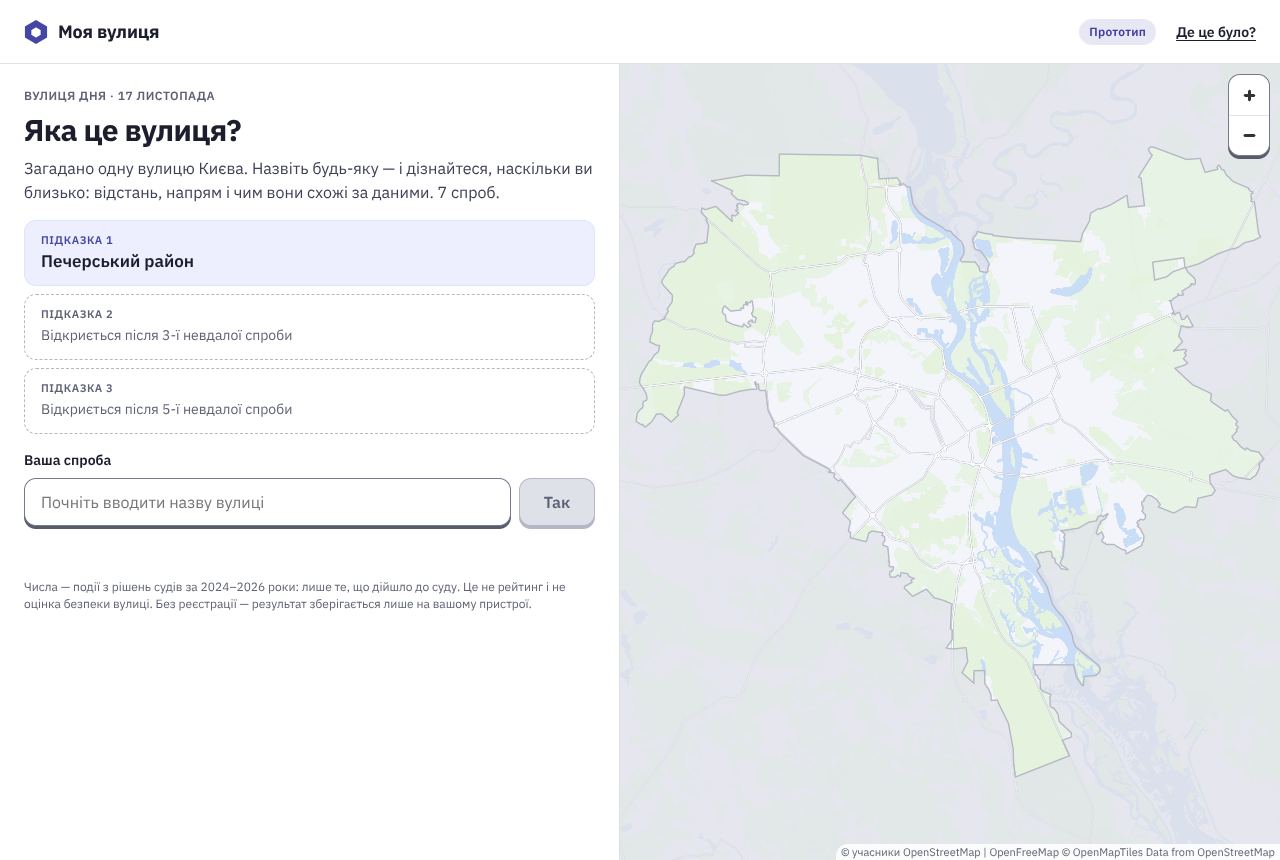 Моя вулиця
Прототип
Де це було?
ВУЛИЦЯ ДНЯ · 17 ЛИСТОПАДА
Яка це вулиця?
Загадано одну вулицю Києва. Назвіть будь-яку — і дізнайтеся, наскільки ви
близько: відстань, напрям і чим вони схожі за даними. 7 спроб.
ПІДКАЗКА 1
Печерський район
ПІДКАЗКА 2
Відкриється після 3-ї невдалої спроби
ПІДКАЗКА 3
Відкриється після 5-ї невдалої спроби
Ваша спроба
Почніть вводити назву вулиці
Так
Числа — події з рішень судів за 2024–2026 роки: лише те, що дійшло до суду. Це не рейтинг і не
оцінка безпеки вулиці. Без реєстрації — результат зберігається лише на вашому пристрої.
+
−
© учасники OpenStreetMap | OpenFreeMap © OpenMapTiles Data from OpenStreetMap